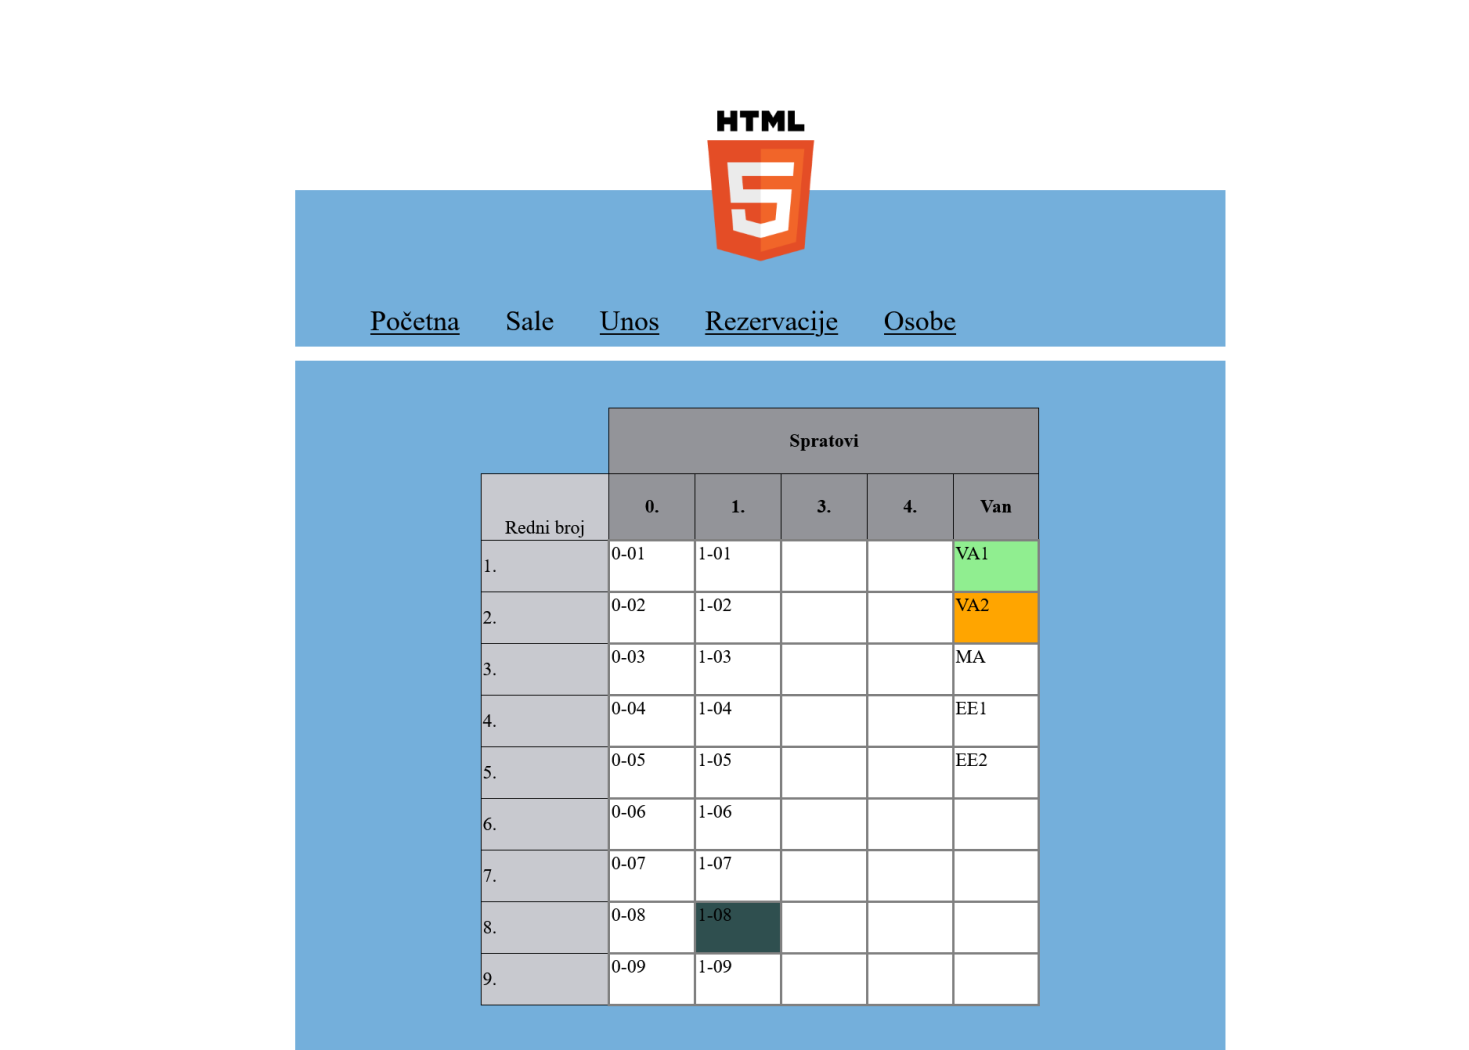 HTML
5
Početna Sale Unos Rezervacije Osobe
Spratovi
Redni broj 0. 1. 3. 4. Van
1. 0-01 1-01 VA1
2. 0-02 1-02 VA2
3. 0-03 1-03 MA
4. 0-04 1-04 EE1
5. 0-05 1-05 EE2
6. 0-06 1-06
7. 0-07 1-07
8. 0-08 1-08
9. 0-09 1-09